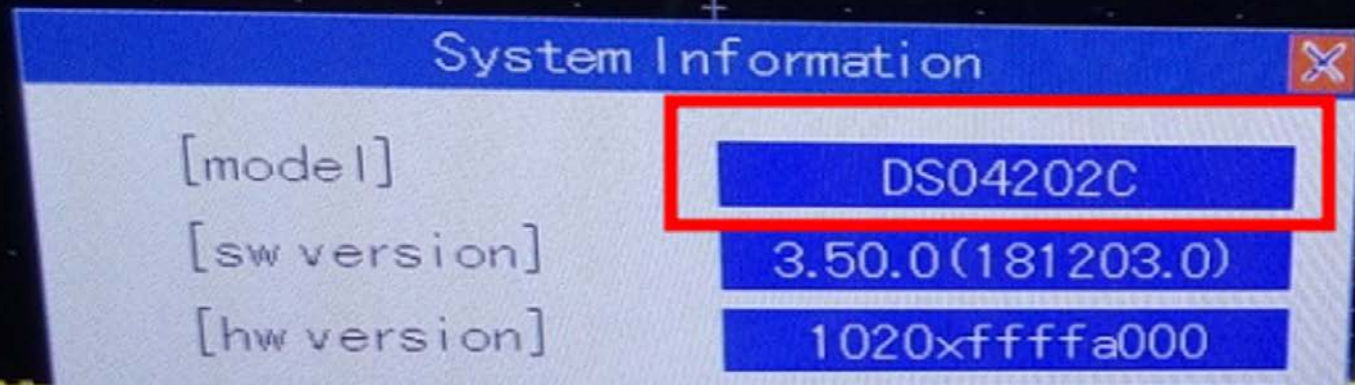 System Information
[model] DSO4202C
[sw version] 3.50.0(181203.0)
[hw version] 1020xffffa000